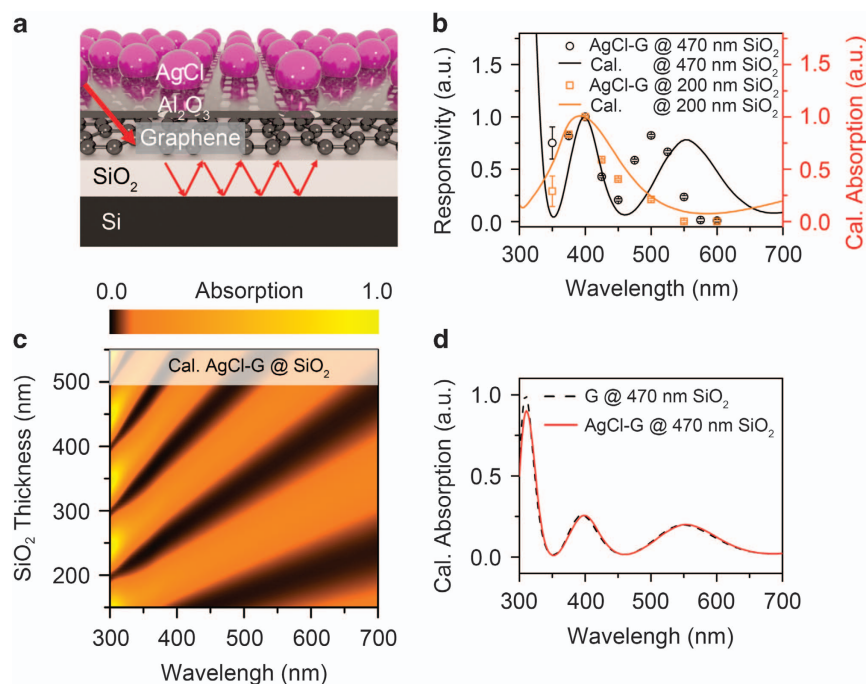 a
AgCl
Al₂O₃
Graphene
SiO₂
Si
b
AgCl-G @ 470 nm SiO₂
Cal. @ 470 nm SiO₂
AgCl-G @ 200 nm SiO₂
Cal. @ 200 nm SiO₂
Responsivity (a.u.)
1.5
1.0
0.5
0.0
Cal. Absorption (a.u.)
1.5
1.0
0.5
0.0
300 400 500 600 700
Wavelength (nm)
0.0 Absorption 1.0
c
Cal. AgCl-G @ SiO₂
SiO₂ Thickness (nm)
500
400
300
200
300 400 500 600 700
Wavelengh (nm)
d
G @ 470 nm SiO₂
AgCl-G @ 470 nm SiO₂
Cal. Absorption (a.u.)
1.0
0.5
0.0
300 400 500 600 700
Wavelengh (nm)